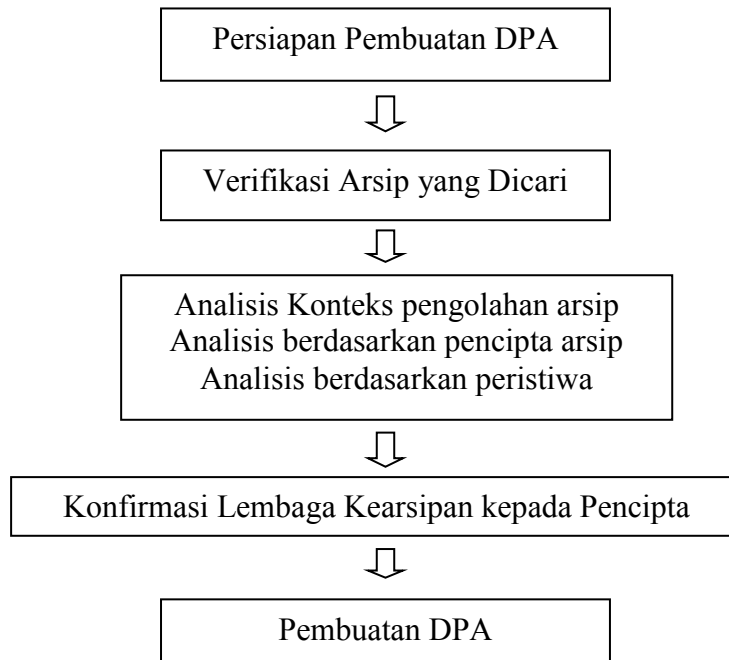 Persiapan Pembuatan DPA
Verifikasi Arsip yang Dicari
Analisis Konteks pengolahan arsip
Analisis berdasarkan pencipta arsip
Analisis berdasarkan peristiwa
Konfirmasi Lembaga Kearsipan kepada Pencipta
Pembuatan DPA